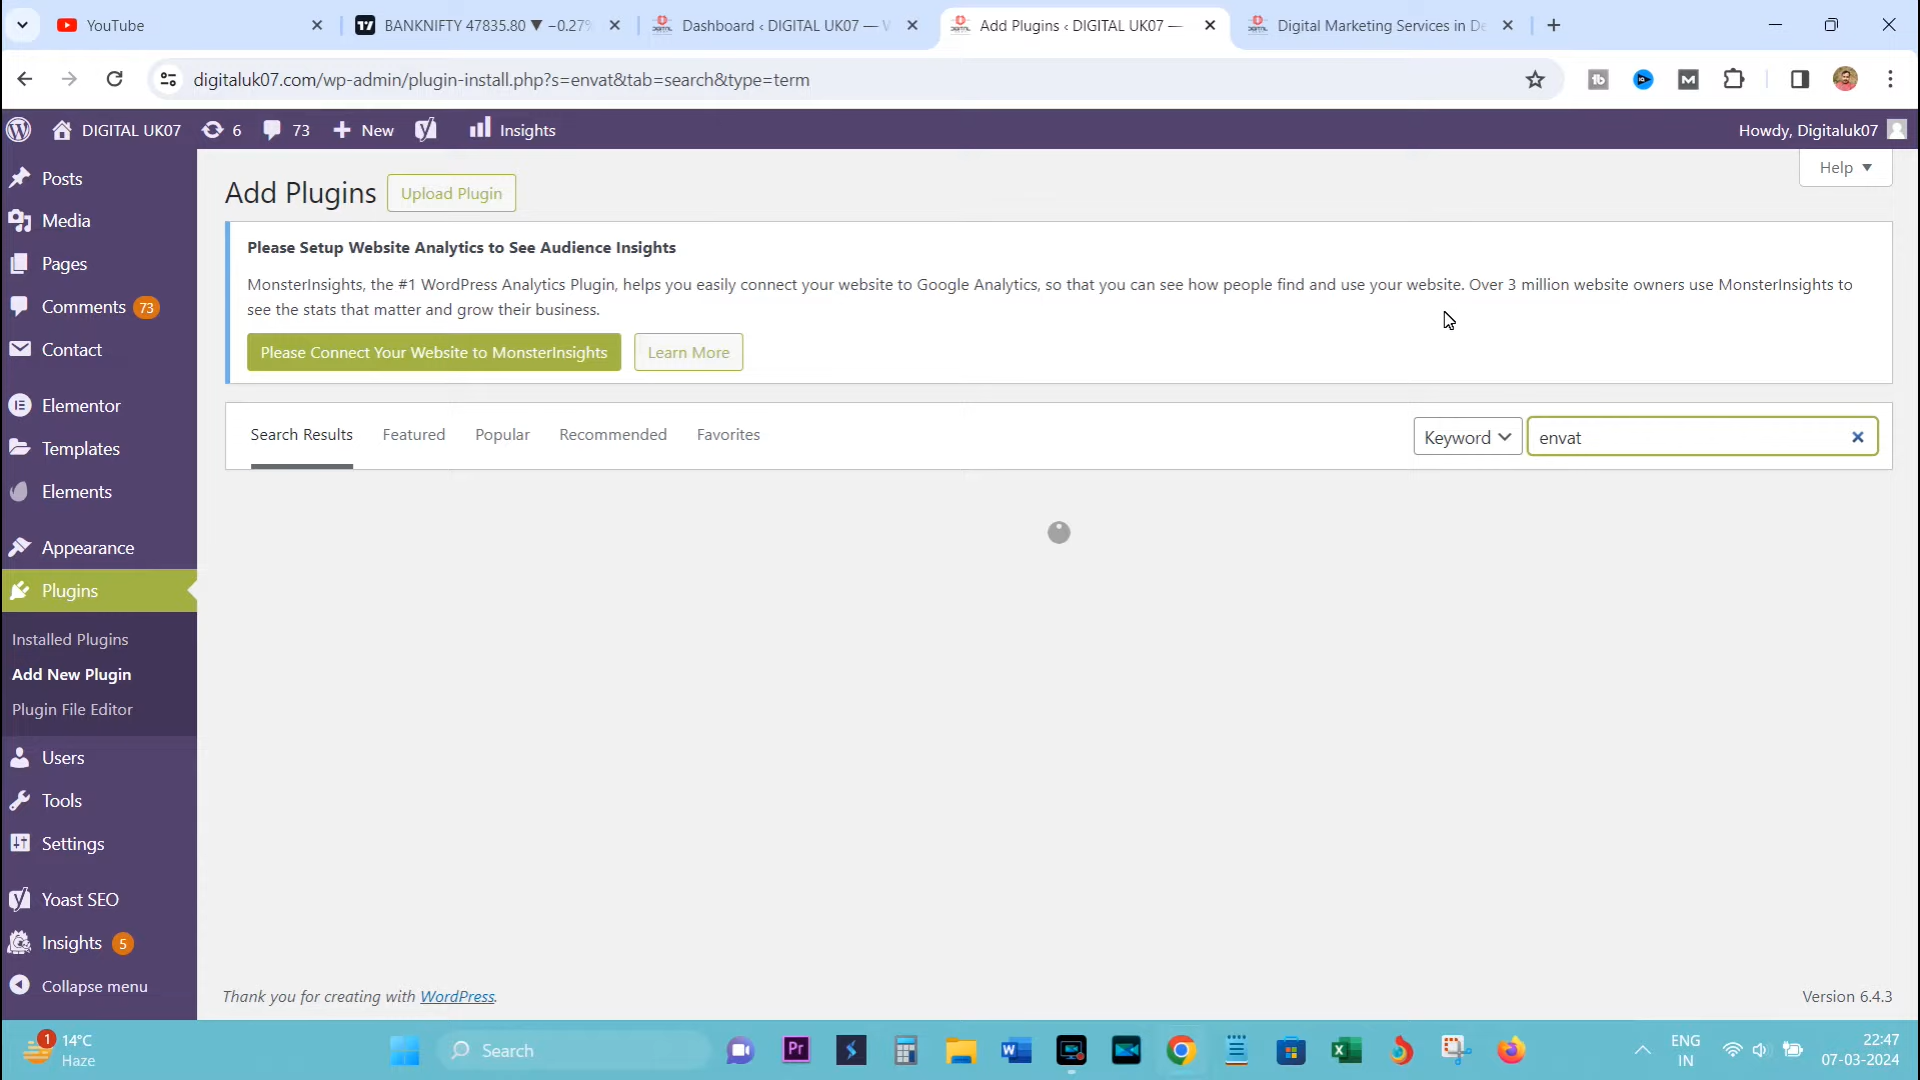 YouTube
BANKNIFTY 47835.80 ▼ −0.27%
Dashboard ‹ DIGITAL UK07 —
Add Plugins ‹ DIGITAL UK07 —
Digital Marketing Services in De
digitaluk07.com/wp-admin/plugin-install.php?s=envat&tab=search&type=term
DIGITAL UK07
6
73
New
Insights
Howdy, Digitaluk07
Help
Posts
Media
Pages
Comments 73
Contact
Elementor
Templates
Elements
Appearance
Plugins
Installed Plugins
Add New Plugin
Plugin File Editor
Users
Tools
Settings
Yoast SEO
Insights 5
Collapse menu
Add Plugins
Upload Plugin
Please Setup Website Analytics to See Audience Insights
MonsterInsights, the #1 WordPress Analytics Plugin, helps you easily connect your website to Google Analytics, so that you can see how people find and use your website. Over 3 million website owners use MonsterInsights to
see the stats that matter and grow their business.
Please Connect Your Website to MonsterInsights
Learn More
Search Results
Featured
Popular
Recommended
Favorites
Keyword
envat
Thank you for creating with WordPress.
Version 6.4.3
1
14°C
Haze
Search
Pr
ENG
IN
22:47
07-03-2024